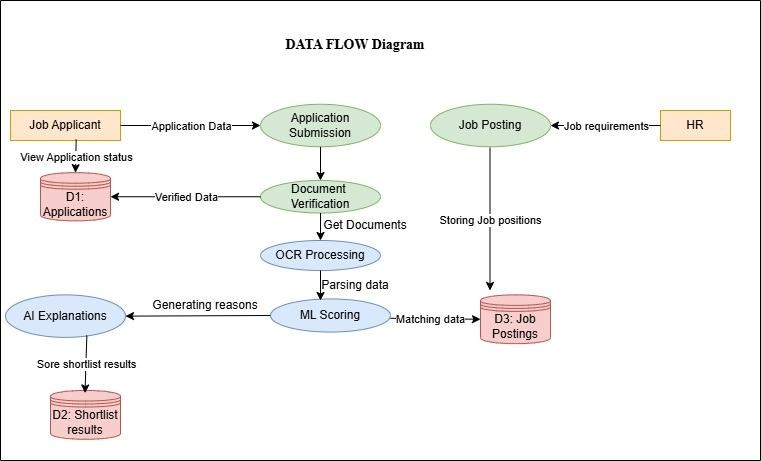 DATA FLOW Diagram
Job Applicant
Application Data
Application
Submission
Job Posting
Job requirements
HR
View Application status
D1:
Applications
Verified Data
Document
Verification
Get Documents
Storing Job positions
OCR Processing
Parsing data
Generating reasons
AI Explanations
ML Scoring
Matching data
D3: Job
Postings
Sore shortlist results
D2: Shortlist
results